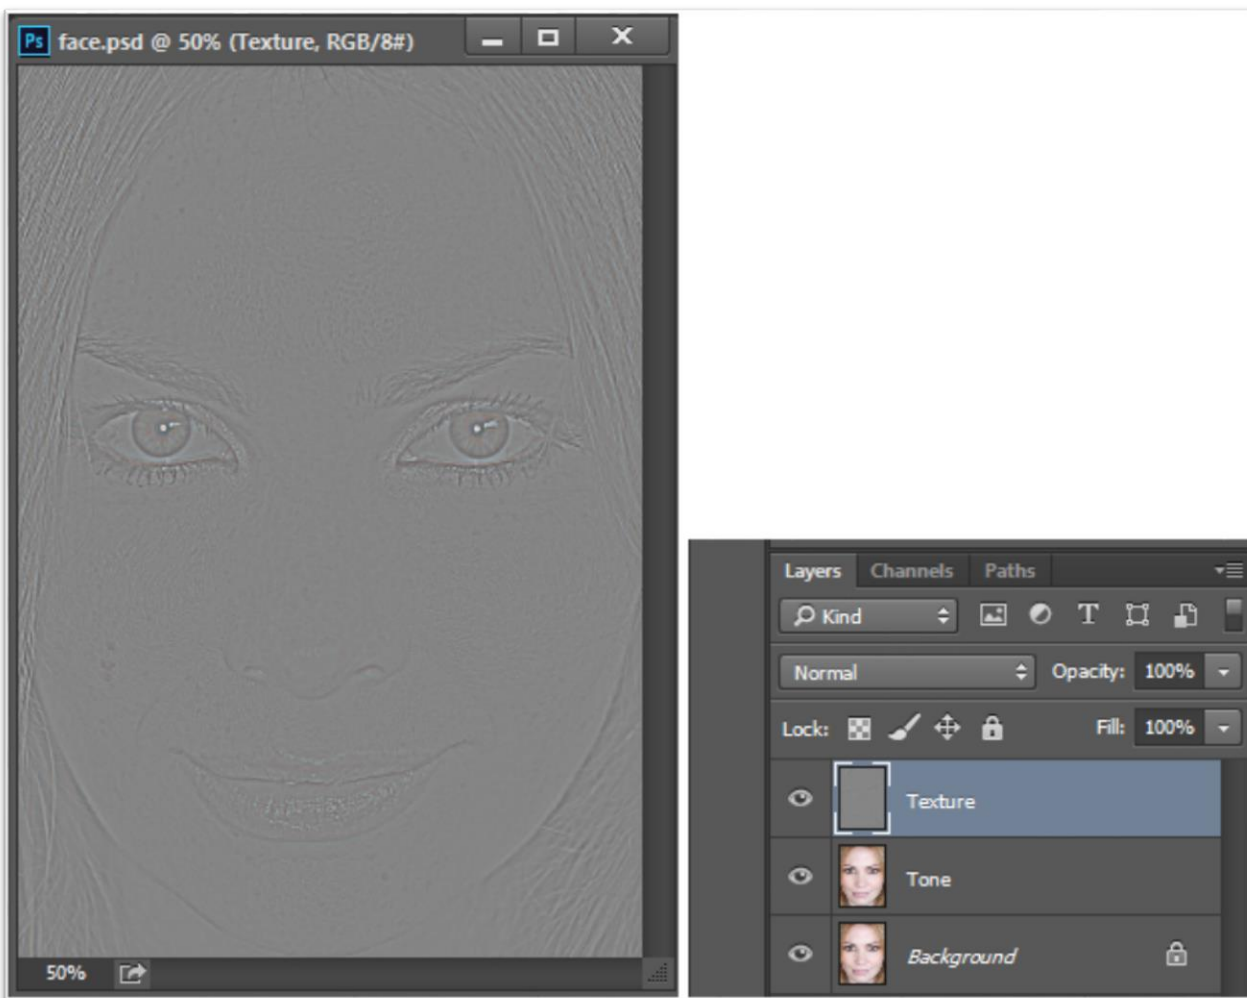 Ps face.psd @ 50% (Texture, RGB/8#)
50%
Layers Channels Paths
Kind T
Normal Opacity: 100%
Lock: Fill: 100%
Texture
Tone
Background